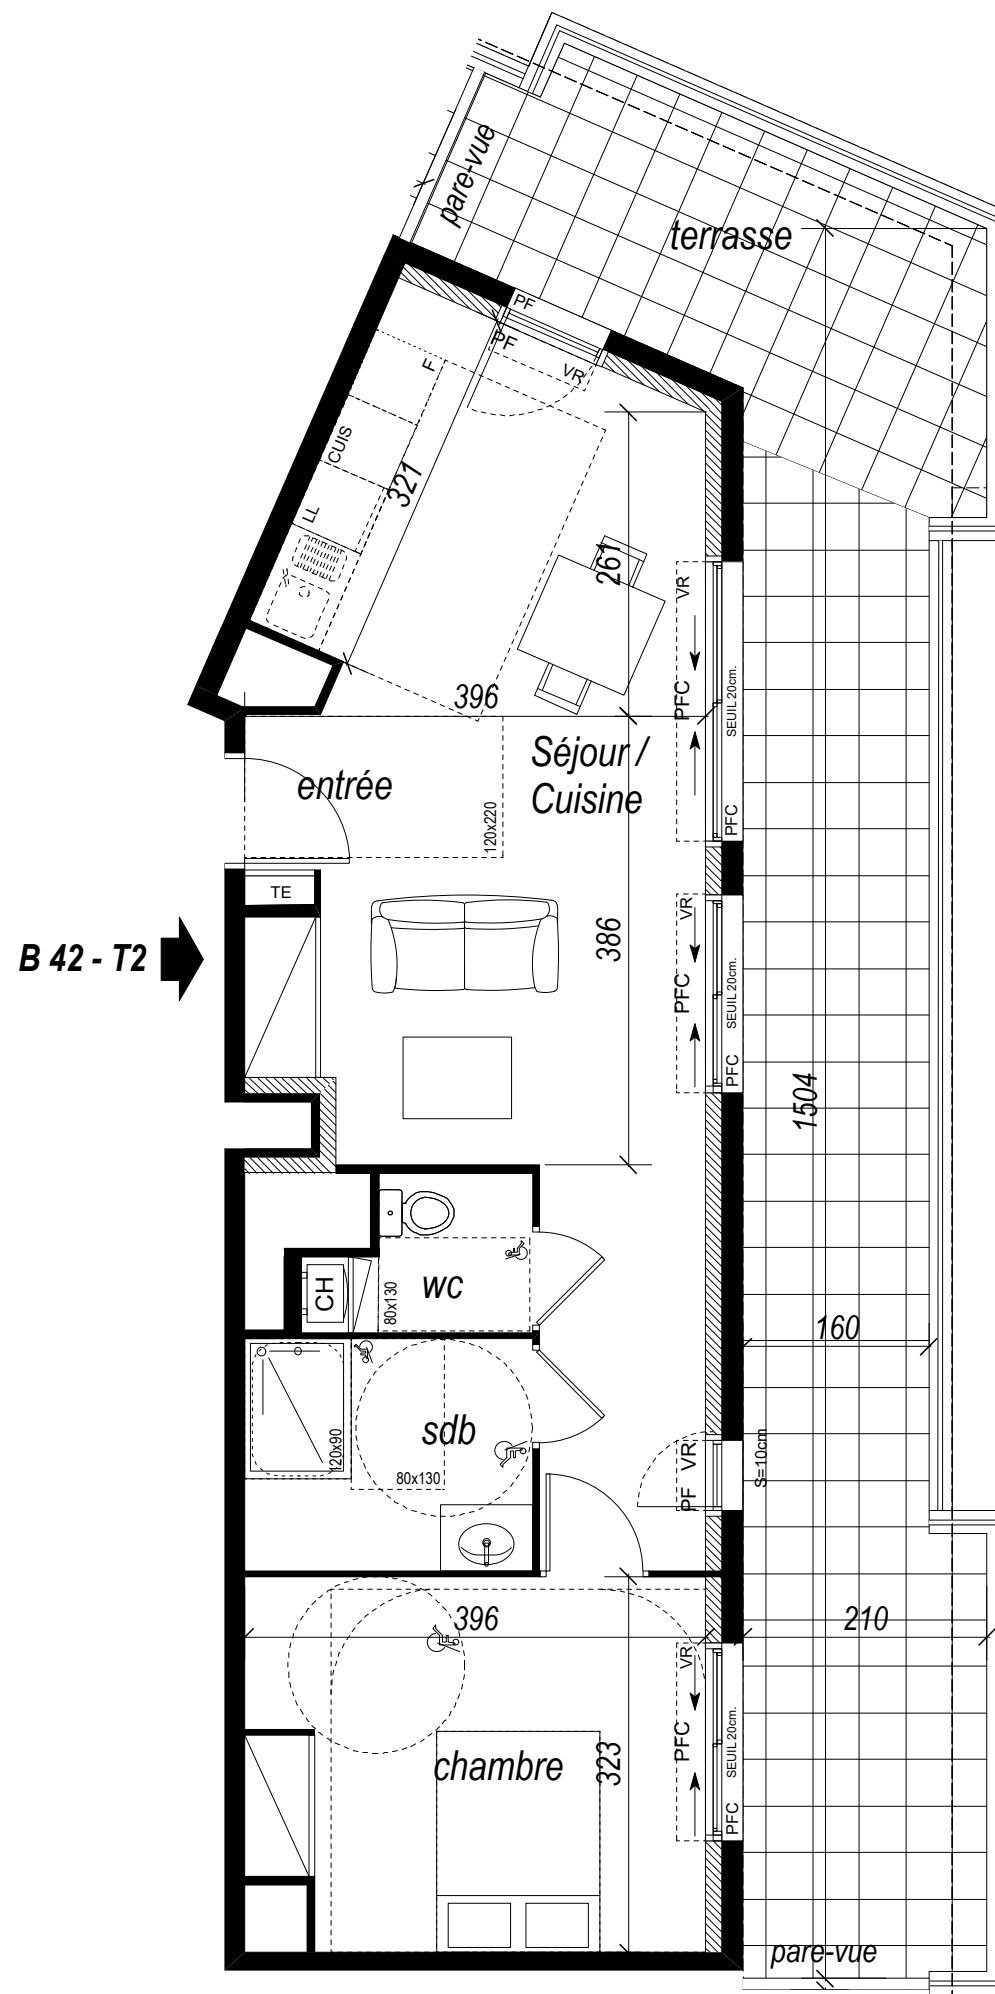 pare-vue
terrasse
PF
PF
VR
F
CUIS
LL
321
261
VR
PFC
SEUIL 20cm.
PFC
396
Séjour /
Cuisine
entrée
120x220
TE
B 42 - T2
386
VR
PFC
SEUIL 20cm.
PFC
1504
CH
wc
80x130
160
sdb
120x90
80x130
VR
PF
S=10cm
396
210
VR
PFC
SEUIL 20cm.
PFC
chambre
323
pare-vue